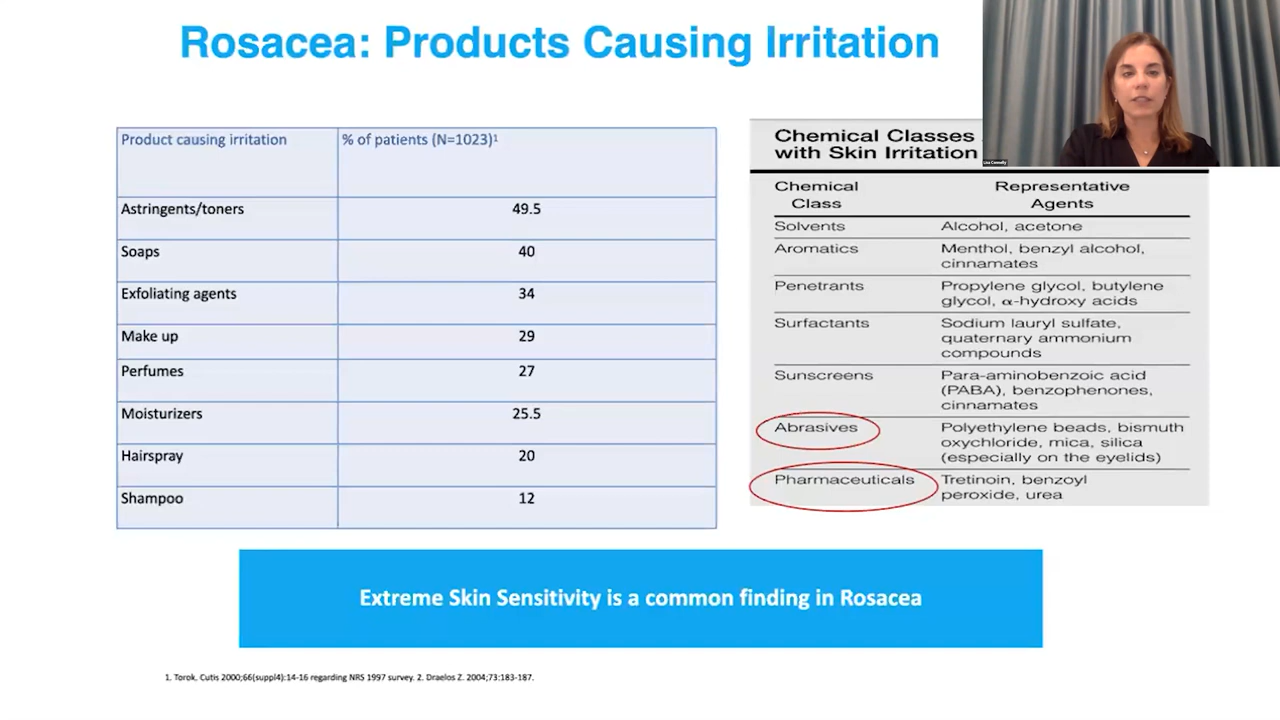 Rosacea: Products Causing Irritation
Product causing irritation
% of patients (N=1023)¹
Astringents/toners
49.5
Soaps
40
Exfoliating agents
34
Make up
29
Perfumes
27
Moisturizers
25.5
Hairspray
20
Shampoo
12
Chemical Classes
with Skin Irritation
Chemical
Class
Representative
Agents
Solvents
Alcohol, acetone
Aromatics
Menthol, benzyl alcohol,
cinnamates
Penetrants
Propylene glycol, butylene
glycol, α-hydroxy acids
Surfactants
Sodium lauryl sulfate,
quaternary ammonium
compounds
Sunscreens
Para-aminobenzoic acid
(PABA), benzophenones,
cinnamates
Abrasives
Polyethylene beads, bismuth
oxychloride, mica, silica
(especially on the eyelids)
Pharmaceuticals
Tretinoin, benzoyl
peroxide, urea
Extreme Skin Sensitivity is a common finding in Rosacea
1. Torok, Cutis 2000;66(suppl4):14-16 regarding NRS 1997 survey. 2. Draelos Z. 2004;73:183-187.